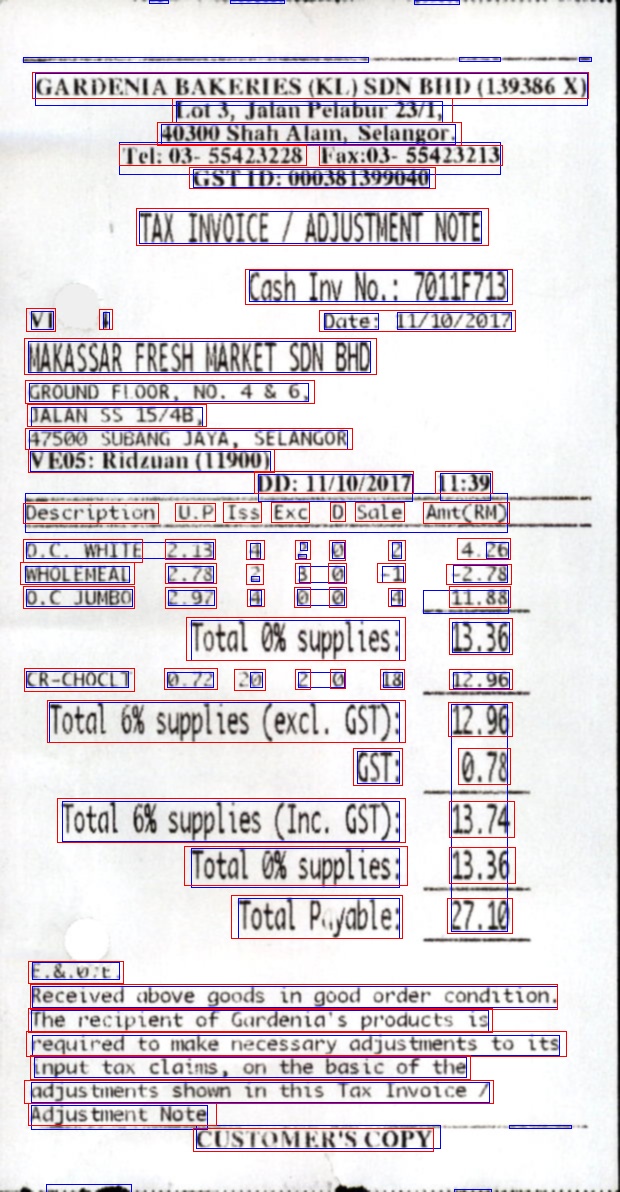 GARDENIA BAKERIES (KL) SDN BHD (139386 X)
Lot 3, Jalan Pelabur 23/1,
40300 Shah Alam, Selangor.
Tel: 03- 55423228 Fax:03- 55423213
GST ID: 000381399040
TAX INVOICE / ADJUSTMENT NOTE
Cash Inv No.: 7011F713
Date: 11/10/2017
MAKASSAR FRESH MARKET SDN BHD
GROUND FLOOR, NO. 4 & 6,
JALAN SS 15/4B,
47500 SUBANG JAYA, SELANGOR
VE05: Ridzuan (11900)
DD: 11/10/2017 11:39
Description U.P Iss Exc D Sale Amt(RM)
O.C. WHITE 2.13 4 2 0 2 4.26
WHOLEMEAL 2.78 2 3 0 -1 -2.78
O.C JUMBO 2.97 4 0 0 4 11.88
Total 0% supplies: 13.36
CR-CHOCLT 0.72 20 2 0 18 12.96
Total 6% supplies (excl. GST): 12.96
GST: 0.78
Total 6% supplies (Inc. GST): 13.74
Total 0% supplies: 13.36
Total Payable: 27.10
E.&.O.E.
Received above goods in good order condition.
The recipient of Gardenia's products is
required to make necessary adjustments to its
input tax claims, on the basic of the
adjustments shown in this Tax Invoice /
Adjustment Note
CUSTOMER'S COPY